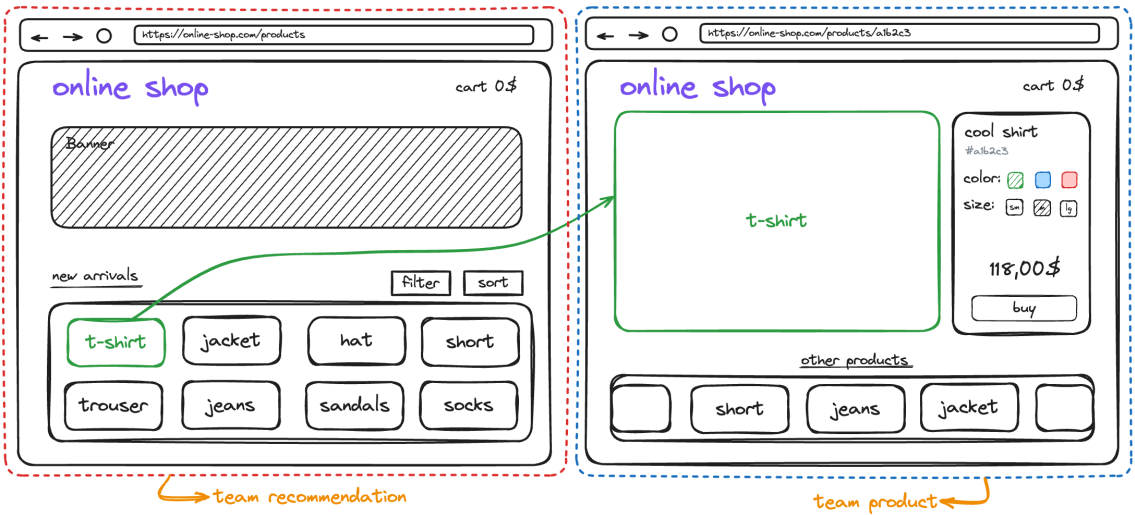 https://online-shop.com/products
online shop
cart 0$
Banner
new arrivals
filter
sort
t-shirt
jacket
hat
short
trouser
jeans
sandals
socks
team recommendation
https://online-shop.com/products/a1b2c3
online shop
cart 0$
t-shirt
cool shirt
#a1b2c3
color:
size:
sm
lg
118,00$
buy
other products
short
jeans
jacket
team product